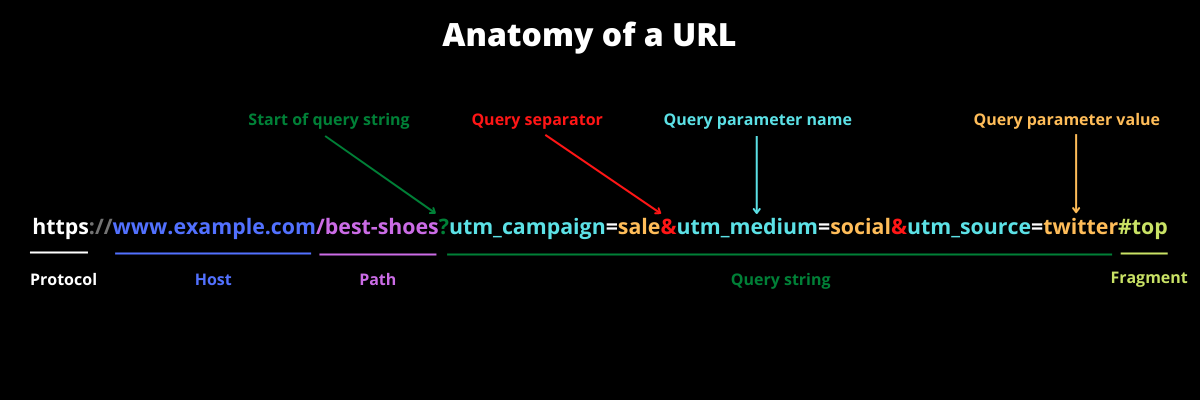 Anatomy of a URL
Start of query string Query separator Query parameter name Query parameter value
https://www.example.com/best-shoes?utm_campaign=sale&utm_medium=social&utm_source=twitter#top
Protocol Host Path Query string Fragment